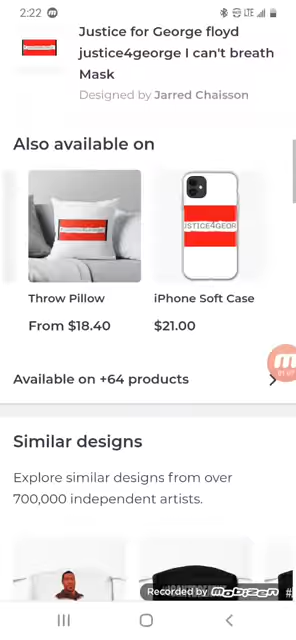 2:22
LTE
Justice for George floyd
justice4george I can't breath
Mask
Designed by Jarred Chaisson
Also available on
JUSTICE4GEOR
Throw Pillow
iPhone Soft Case
From $18.40
$21.00
Available on +64 products
Similar designs
Explore similar designs from over
700,000 independent artists.
Recorded by Mobizen